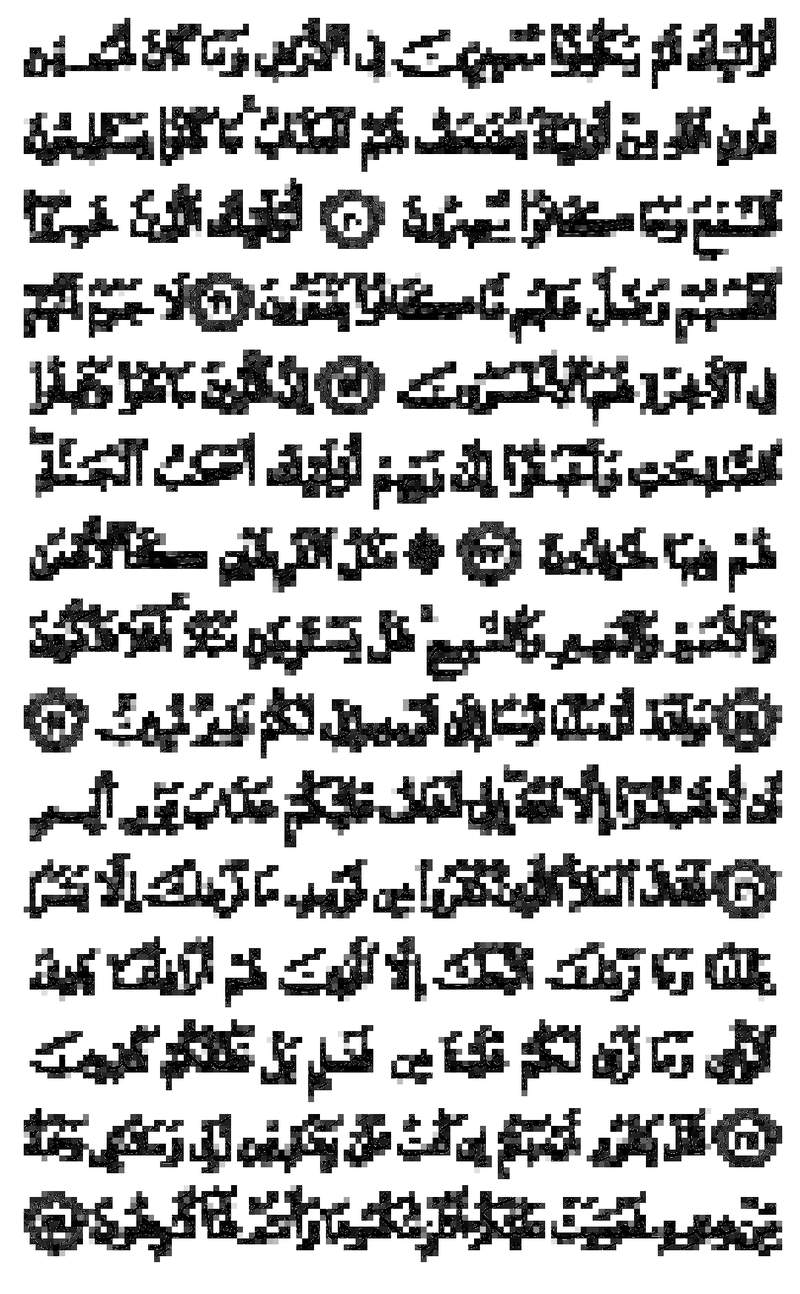 أولئك لم يكونوا معجزين في الأرض وما كان لهم
من دون الله من أولياء يضاعف لهم العذاب ما كانوا يستطيعون
السمع وما كانوا يبصرون ٢٠ أولئك الذين خسروا
أنفسهم وضل عنهم ما كانوا يفترون ٢١ لا جرم أنهم
في الآخرة هم الأخسرون ٢٢ إن الذين آمنوا وعملوا
الصالحات وأخبتوا إلى ربهم أولئك أصحاب الجنة
هم فيها خالدون ٢٣ ۞ مثل الفريقين كالأعمى
والأصم والبصير والسميع هل يستويان مثلا أفلا تذكرون
٢٤ ولقد أرسلنا نوحا إلى قومه إني لكم نذير مبين ٢٥
أن لا تعبدوا إلا الله إني أخاف عليكم عذاب يوم أليم
٢٦ فقال الملأ الذين كفروا من قومه ما نراك إلا بشرا
مثلنا وما نراك اتبعك إلا الذين هم أراذلنا بادي
الرأي وما نرى لكم علينا من فضل بل نظنكم كاذبين
٢٧ قال يا قوم أرأيتم إن كنت على بينة من ربي وآتاني
رحمة من عنده فعميت عليكم أنلزمكموها وأنتم لها كارهون ٢٨